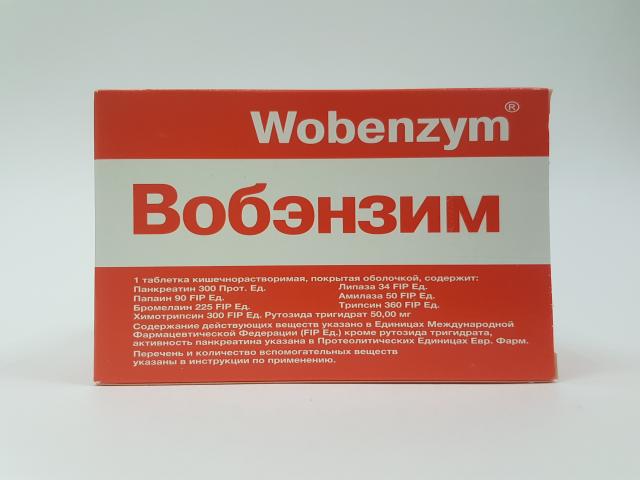 Wobenzym®
Вобэнзим
1 таблетка кишечнорастворимая, покрытая оболочкой, содержит:
Панкреатин 300 Прот. Ед. Липаза 34 FIP Ед.
Папаин 90 FIP Ед. Амилаза 50 FIP Ед.
Бромелаин 225 FIP Ед. Трипсин 360 FIP Ед.
Химотрипсин 300 FIP Ед. Рутозида тригидрат 50,00 мг
Содержание действующих веществ указано в Единицах Международной
Фармацевтической Федерации (FIP Ед.) кроме рутозида тригидрата,
активность панкреатина указана в Протеолитических Единицах Евр. Фарм.
Перечень и количество вспомогательных веществ
указаны в инструкции по применению.